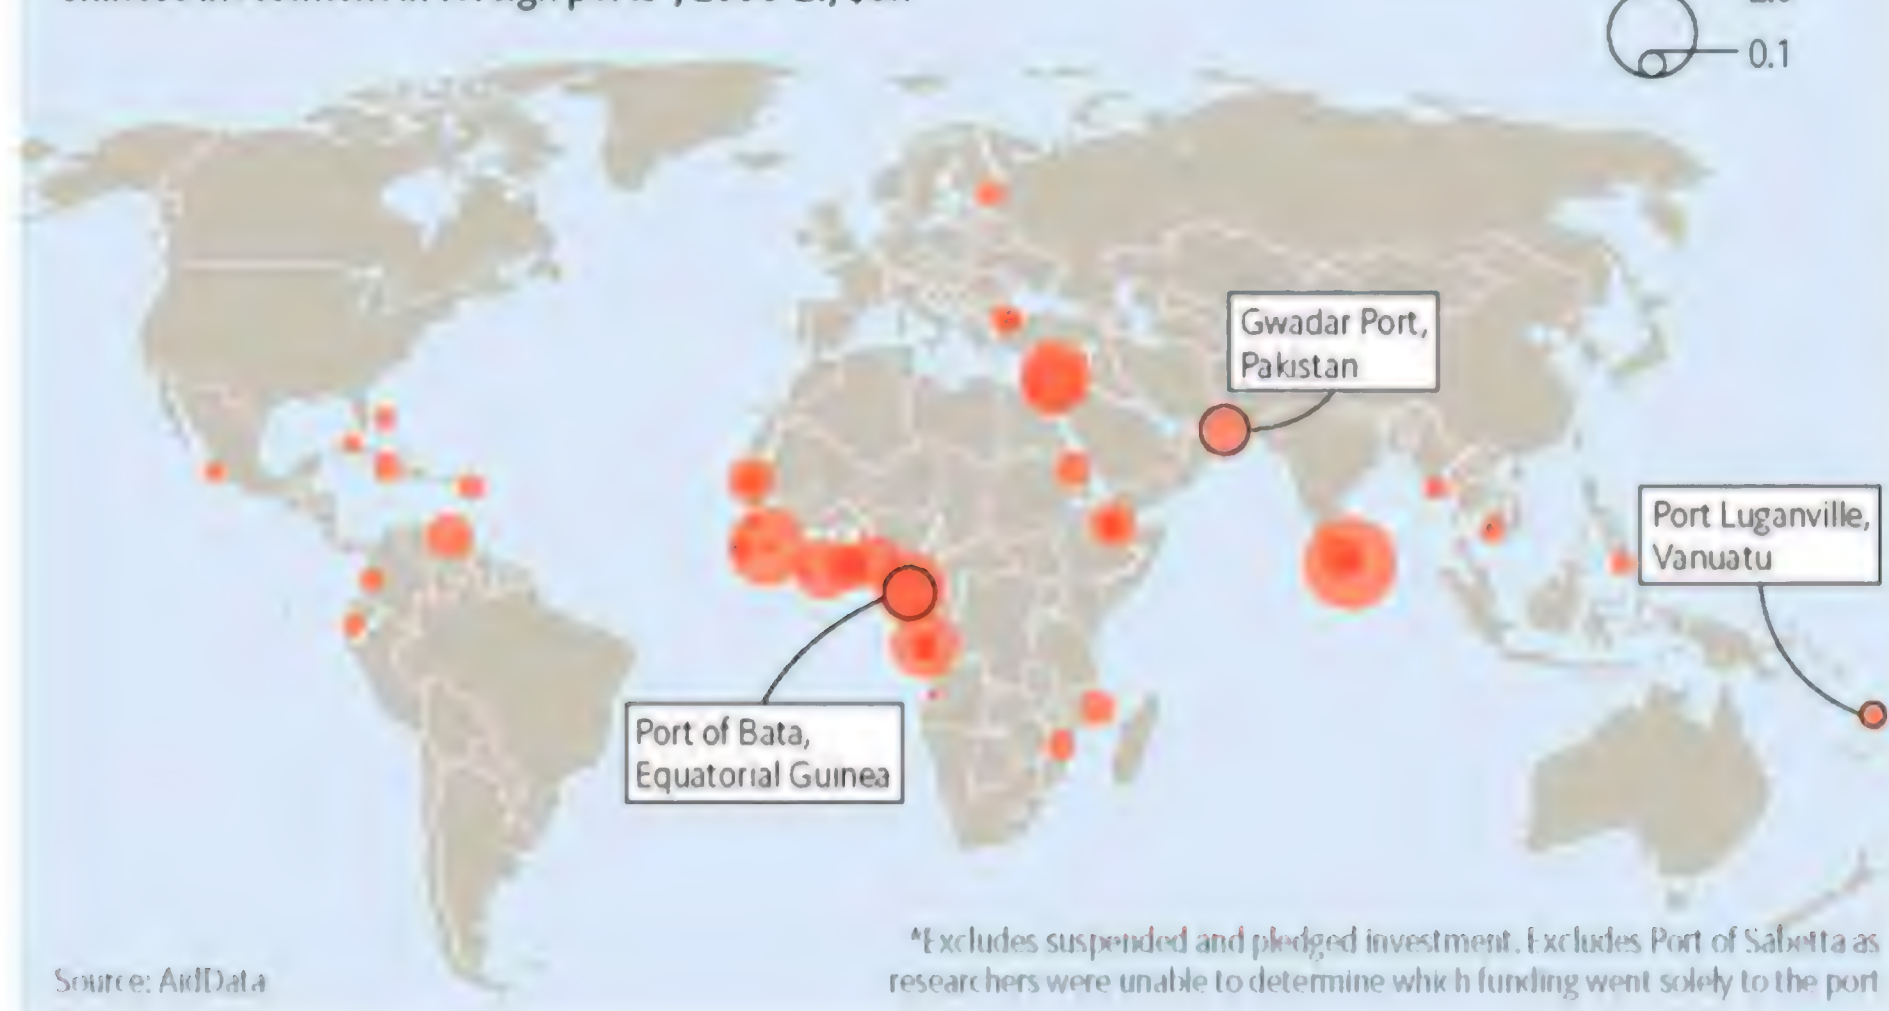 0.1
Gwadar Port,
Pakistan
Port Luganville,
Vanuatu
Port of Bata,
Equatorial Guinea
*Excludes suspended and pledged investment. Excludes Port of Sabetta as
researchers were unable to determine which funding went solely to the port
Source: AidData